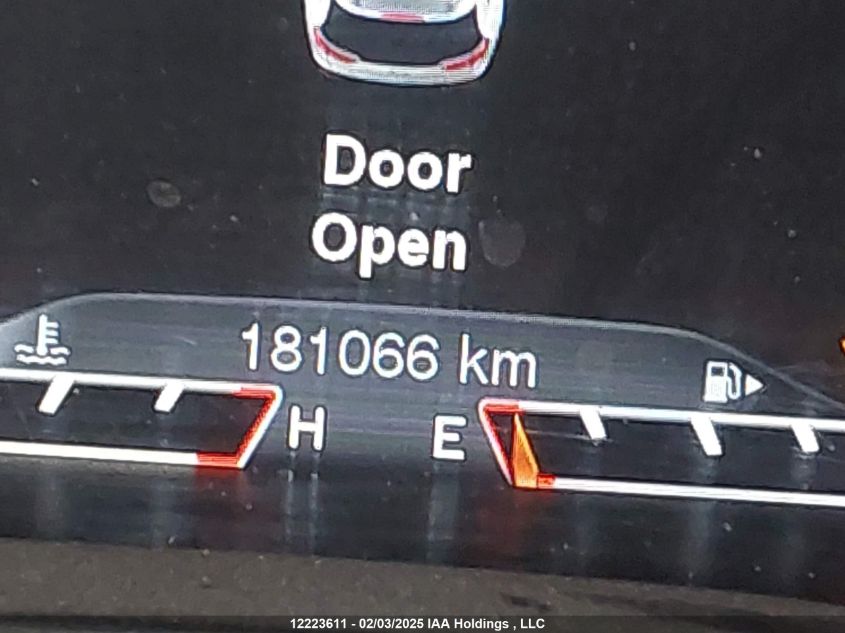 Door
Open
181066 km
H E
12223611 - 02/03/2025 IAA Holdings , LLC